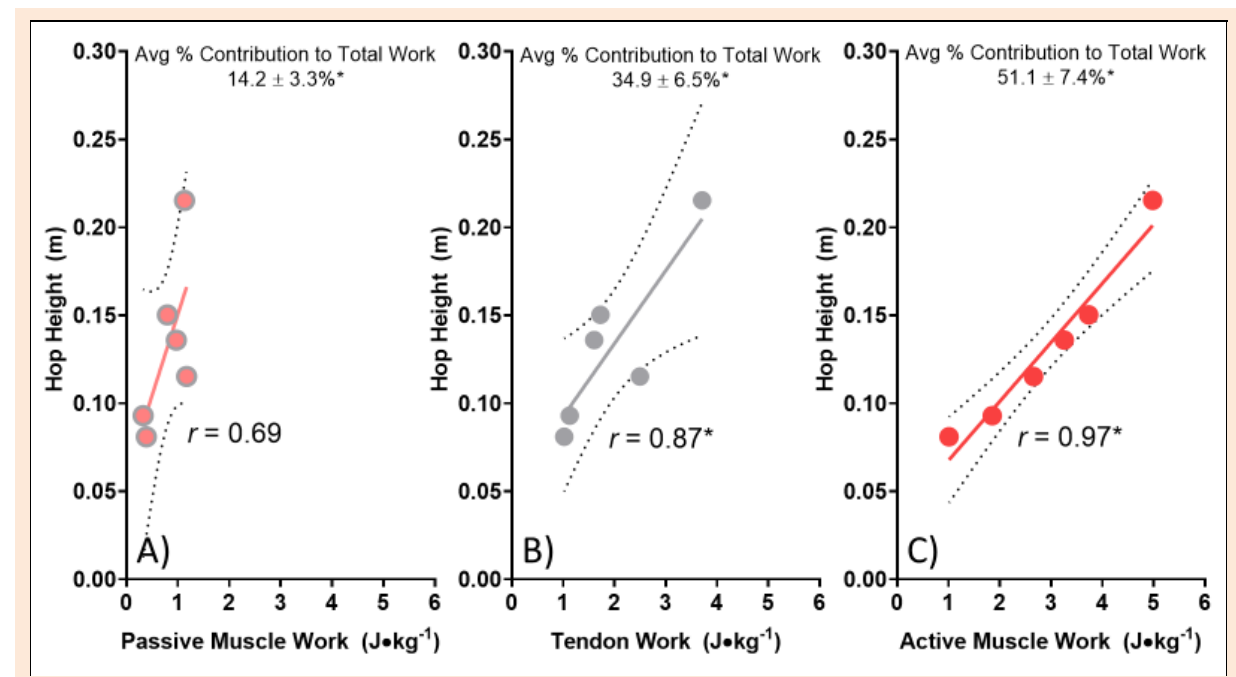 Avg % Contribution to Total Work
14.2 ± 3.3%*
0.30
0.25
0.20
0.15
0.10
0.05
0.00
Hop Height (m)
r = 0.69
A)
0 1 2 3 4 5 6
Passive Muscle Work (J•kg⁻¹)
Avg % Contribution to Total Work
34.9 ± 6.5%*
0.30
0.25
0.20
0.15
0.10
0.05
0.00
Hop Height (m)
r = 0.87*
B)
0 1 2 3 4 5 6
Tendon Work (J•kg⁻¹)
Avg % Contribution to Total Work
51.1 ± 7.4%*
0.30
0.25
0.20
0.15
0.10
0.05
0.00
Hop Height (m)
r = 0.97*
C)
0 1 2 3 4 5 6
Active Muscle Work (J•kg⁻¹)